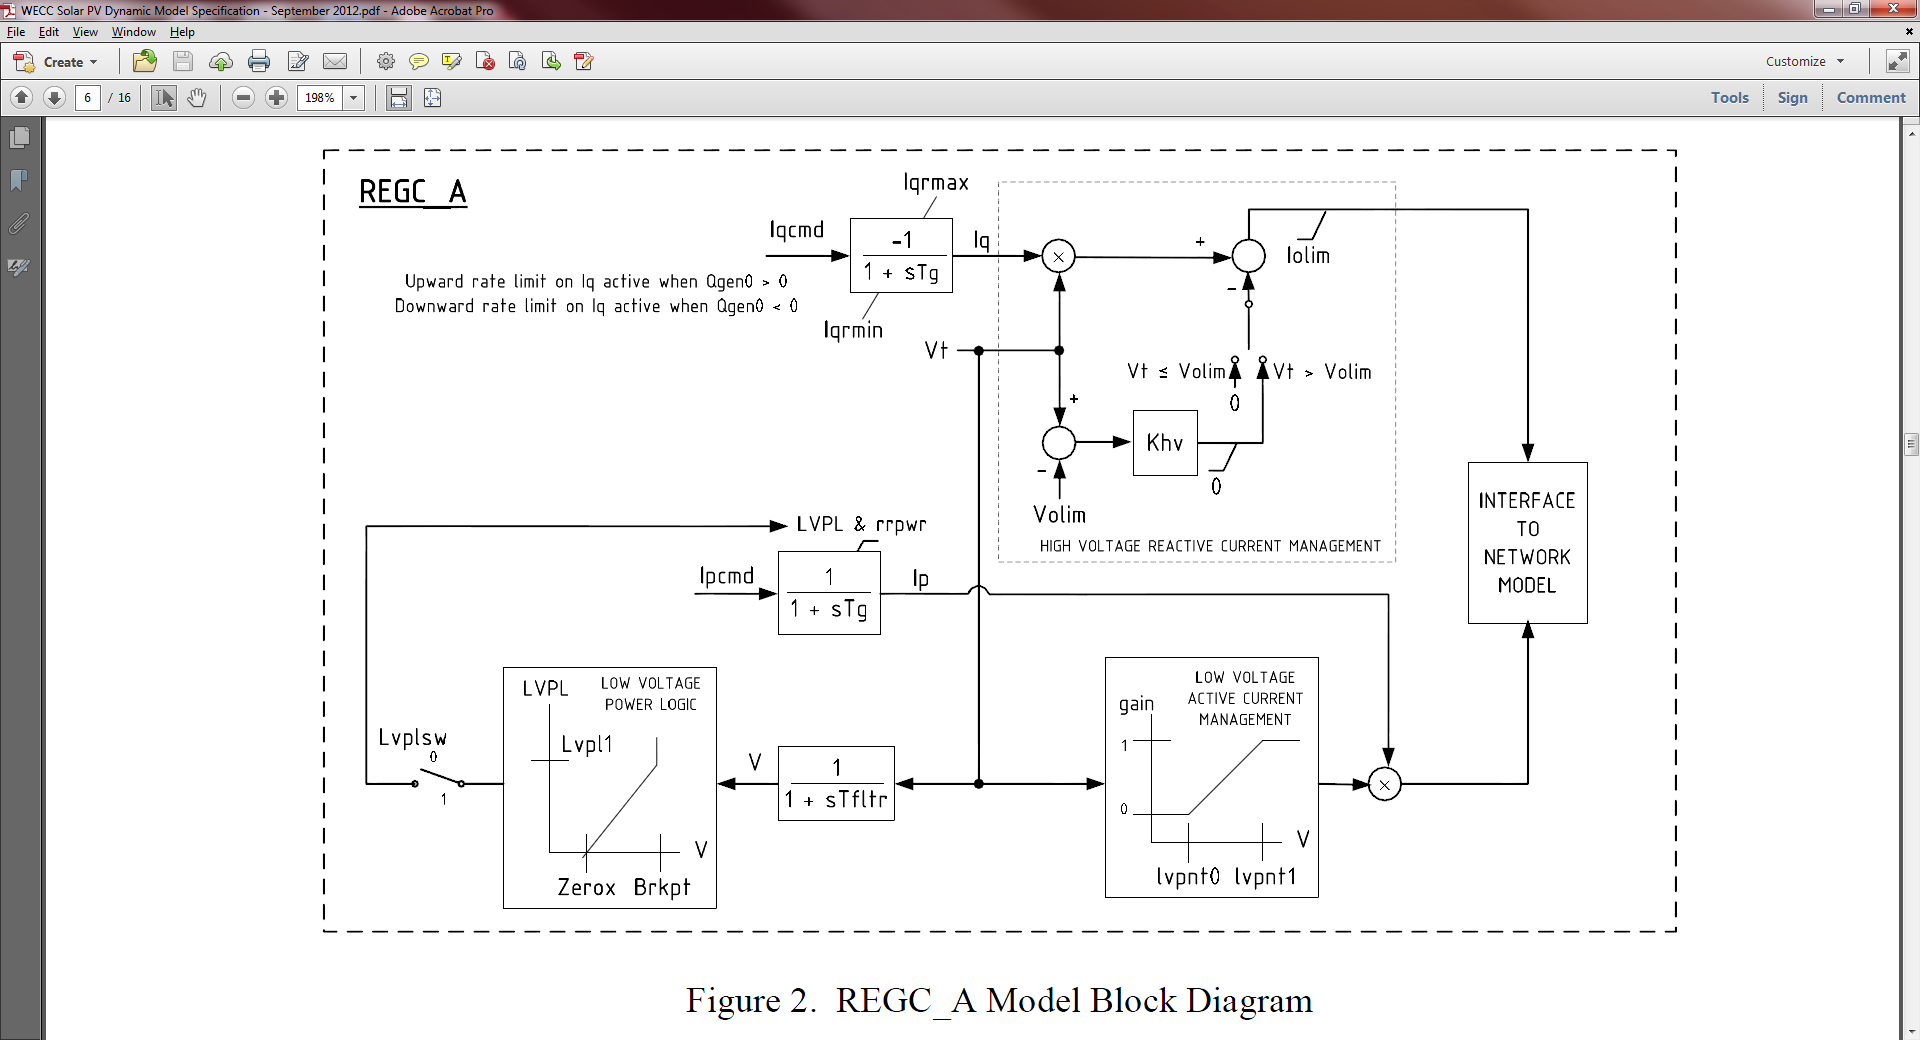 WECC Solar PV Dynamic Model Specification - September 2012.pdf - Adobe Acrobat Pro
File Edit View Window Help
Create
Customize
6 / 16
198%
Tools Sign Comment
REGC_A
Iqrmax
Iqcmd
-1
1 + sTg
Iq
×
+
-
Iolim
Upward rate limit on Iq active when Qgen0 > 0
Downward rate limit on Iq active when Qgen0 < 0
Iqrmin
Vt
Vt ≤ Volim
Vt > Volim
0
+
Khv
-
0
Volim
HIGH VOLTAGE REACTIVE CURRENT MANAGEMENT
INTERFACE
TO
NETWORK
MODEL
LVPL & rrpwr
Ipcmd
1
1 + sTg
Ip
LVPL
LOW VOLTAGE
POWER LOGIC
Lvpl1
V
Zerox Brkpt
Lvplsw
0
1
V
1
1 + sTfltr
LOW VOLTAGE
ACTIVE CURRENT
MANAGEMENT
gain
1
0
V
lvpnt0 lvpnt1
×
Figure 2. REGC_A Model Block Diagram